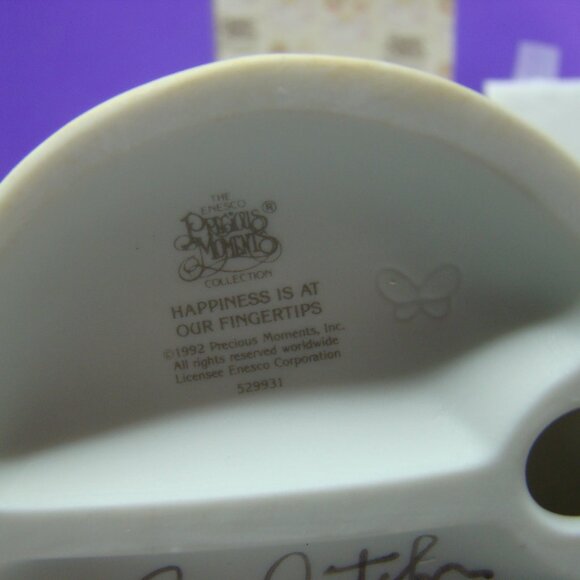 THE
ENESCO
PRECIOUS ®
MOMENTS
COLLECTION
HAPPINESS IS AT
OUR FINGERTIPS
©1992 Precious Moments, Inc.
All rights reserved worldwide
Licensee Enesco Corporation
529931